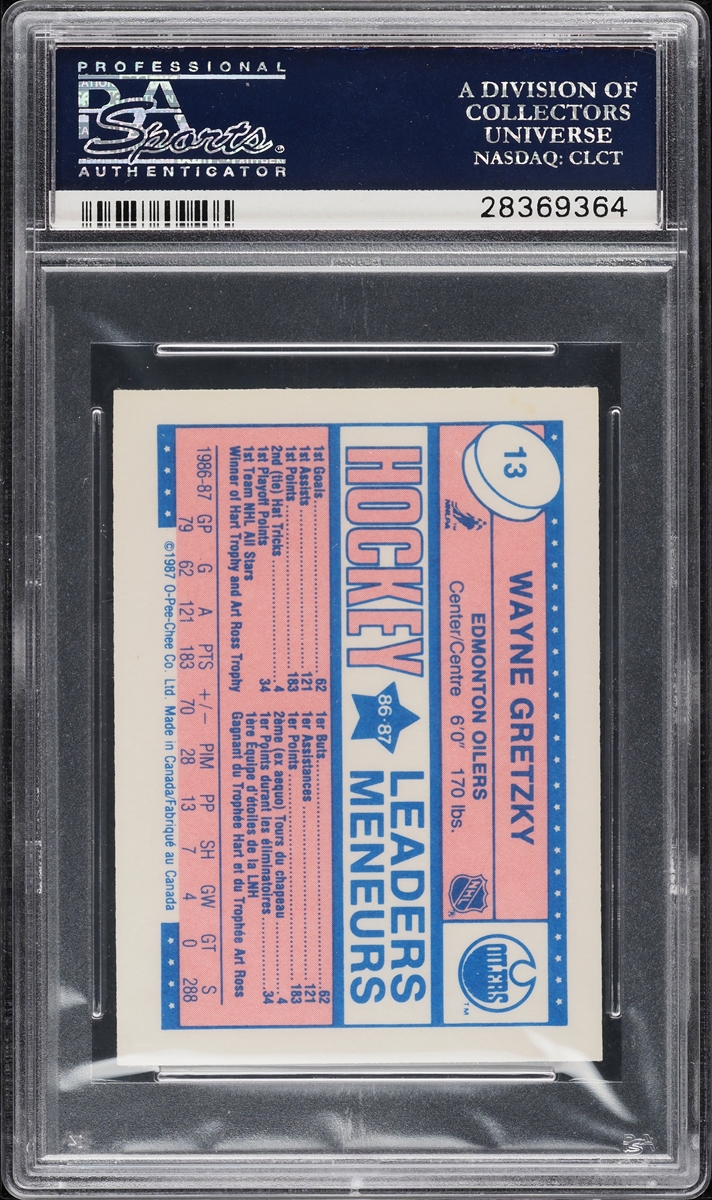 PROFESSIONAL
PSA
Sports
AUTHENTICATOR
A DIVISION OF
COLLECTORS
UNIVERSE
NASDAQ: CLCT
28369364
13
WAYNE GRETZKY
EDMONTON OILERS
Center/Centre 6'0" 170 lbs.
NHLPA
NHL
OILERS
TM
HOCKEY
86-87
LEADERS
MENEURS
1st Goals....................62
1st Assists..................121
1st Points...................183
2nd (tie) Hat Tricks.........4
1st Playoff Points...........34
1st Team NHL All Stars
Winner of Hart Trophy and Art Ross Trophy
1er Buts.....................62
1er Assistances..............121
1er Points...................183
2ème (ex aequo) Tours du chapeau.....4
1er Points durant les éliminatoires....34
1ère Équipe d'étoiles de la LNH
Gagnant du Trophée Hart et du Trophée Art Ross
1986-87 GP G A PTS +/- PIM PP SH GW GT S
79 62 121 183 70 28 13 7 4 0 288
©1987 O-Pee-Chee Co. Ltd. Made in Canada/Fabriqué au Canada